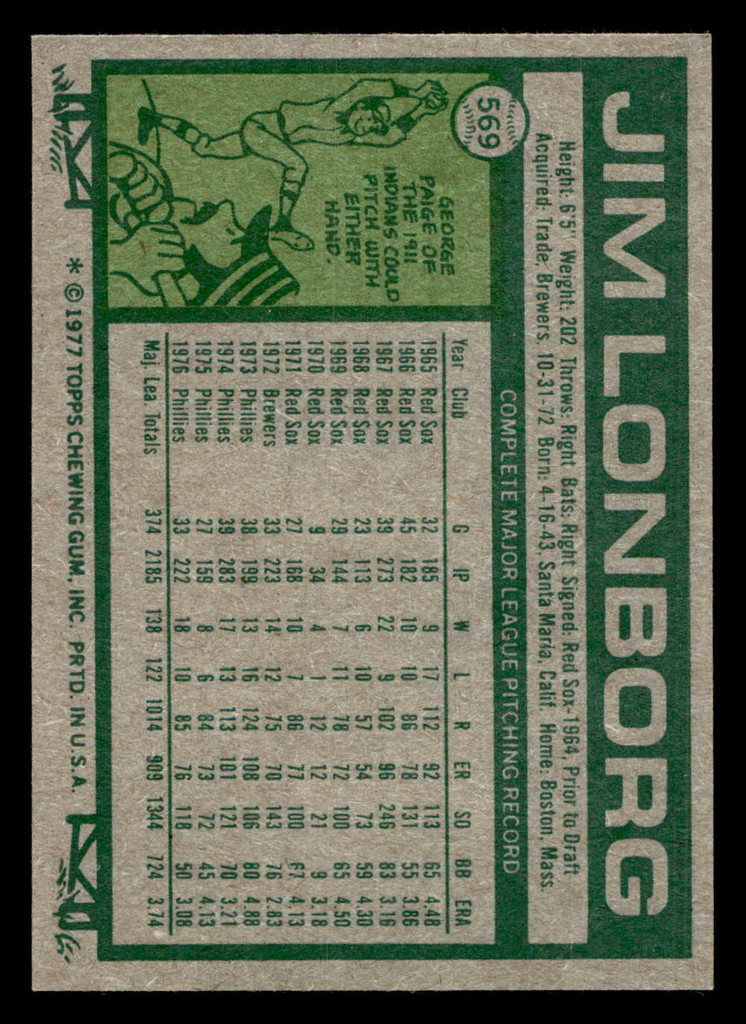 JIM LONBORG
Height: 6'5" Weight: 202 Throws: Right Bats: Right Signed: Red Sox-1964, Prior to Draft
Acquired: Trade, Brewers, 10-31-72 Born: 4-16-43, Santa Maria, Calif. Home: Boston, Mass.
569
GEORGE
PAIGE OF
THE 1911
INDIANS COULD
PITCH WITH
EITHER
HAND.
COMPLETE MAJOR LEAGUE PITCHING RECORD
Year Club G IP W L R ER SO BB ERA
1965 Red Sox 32 185 9 17 112 92 113 65 4.48
1966 Red Sox 45 182 10 10 86 78 131 55 3.86
1967 Red Sox 39 273 22 9 102 96 246 83 3.16
1968 Red Sox 23 113 6 10 57 54 73 59 4.30
1969 Red Sox 29 144 7 11 78 72 100 65 4.50
1970 Red Sox 9 34 4 1 12 12 21 9 3.18
1971 Red Sox 27 168 10 7 86 77 100 67 4.13
1972 Brewers 33 223 14 12 75 70 143 76 2.83
1973 Phillies 38 199 13 16 124 108 106 80 4.88
1974 Phillies 39 283 17 13 113 101 121 70 3.21
1975 Phillies 27 159 8 6 84 73 72 45 4.13
1976 Phillies 33 222 18 10 85 76 118 50 3.08
Maj. Lea. Totals 374 2185 138 122 1014 909 1344 724 3.74
* © 1977 TOPPS CHEWING GUM, INC. PRTD. IN U.S.A.